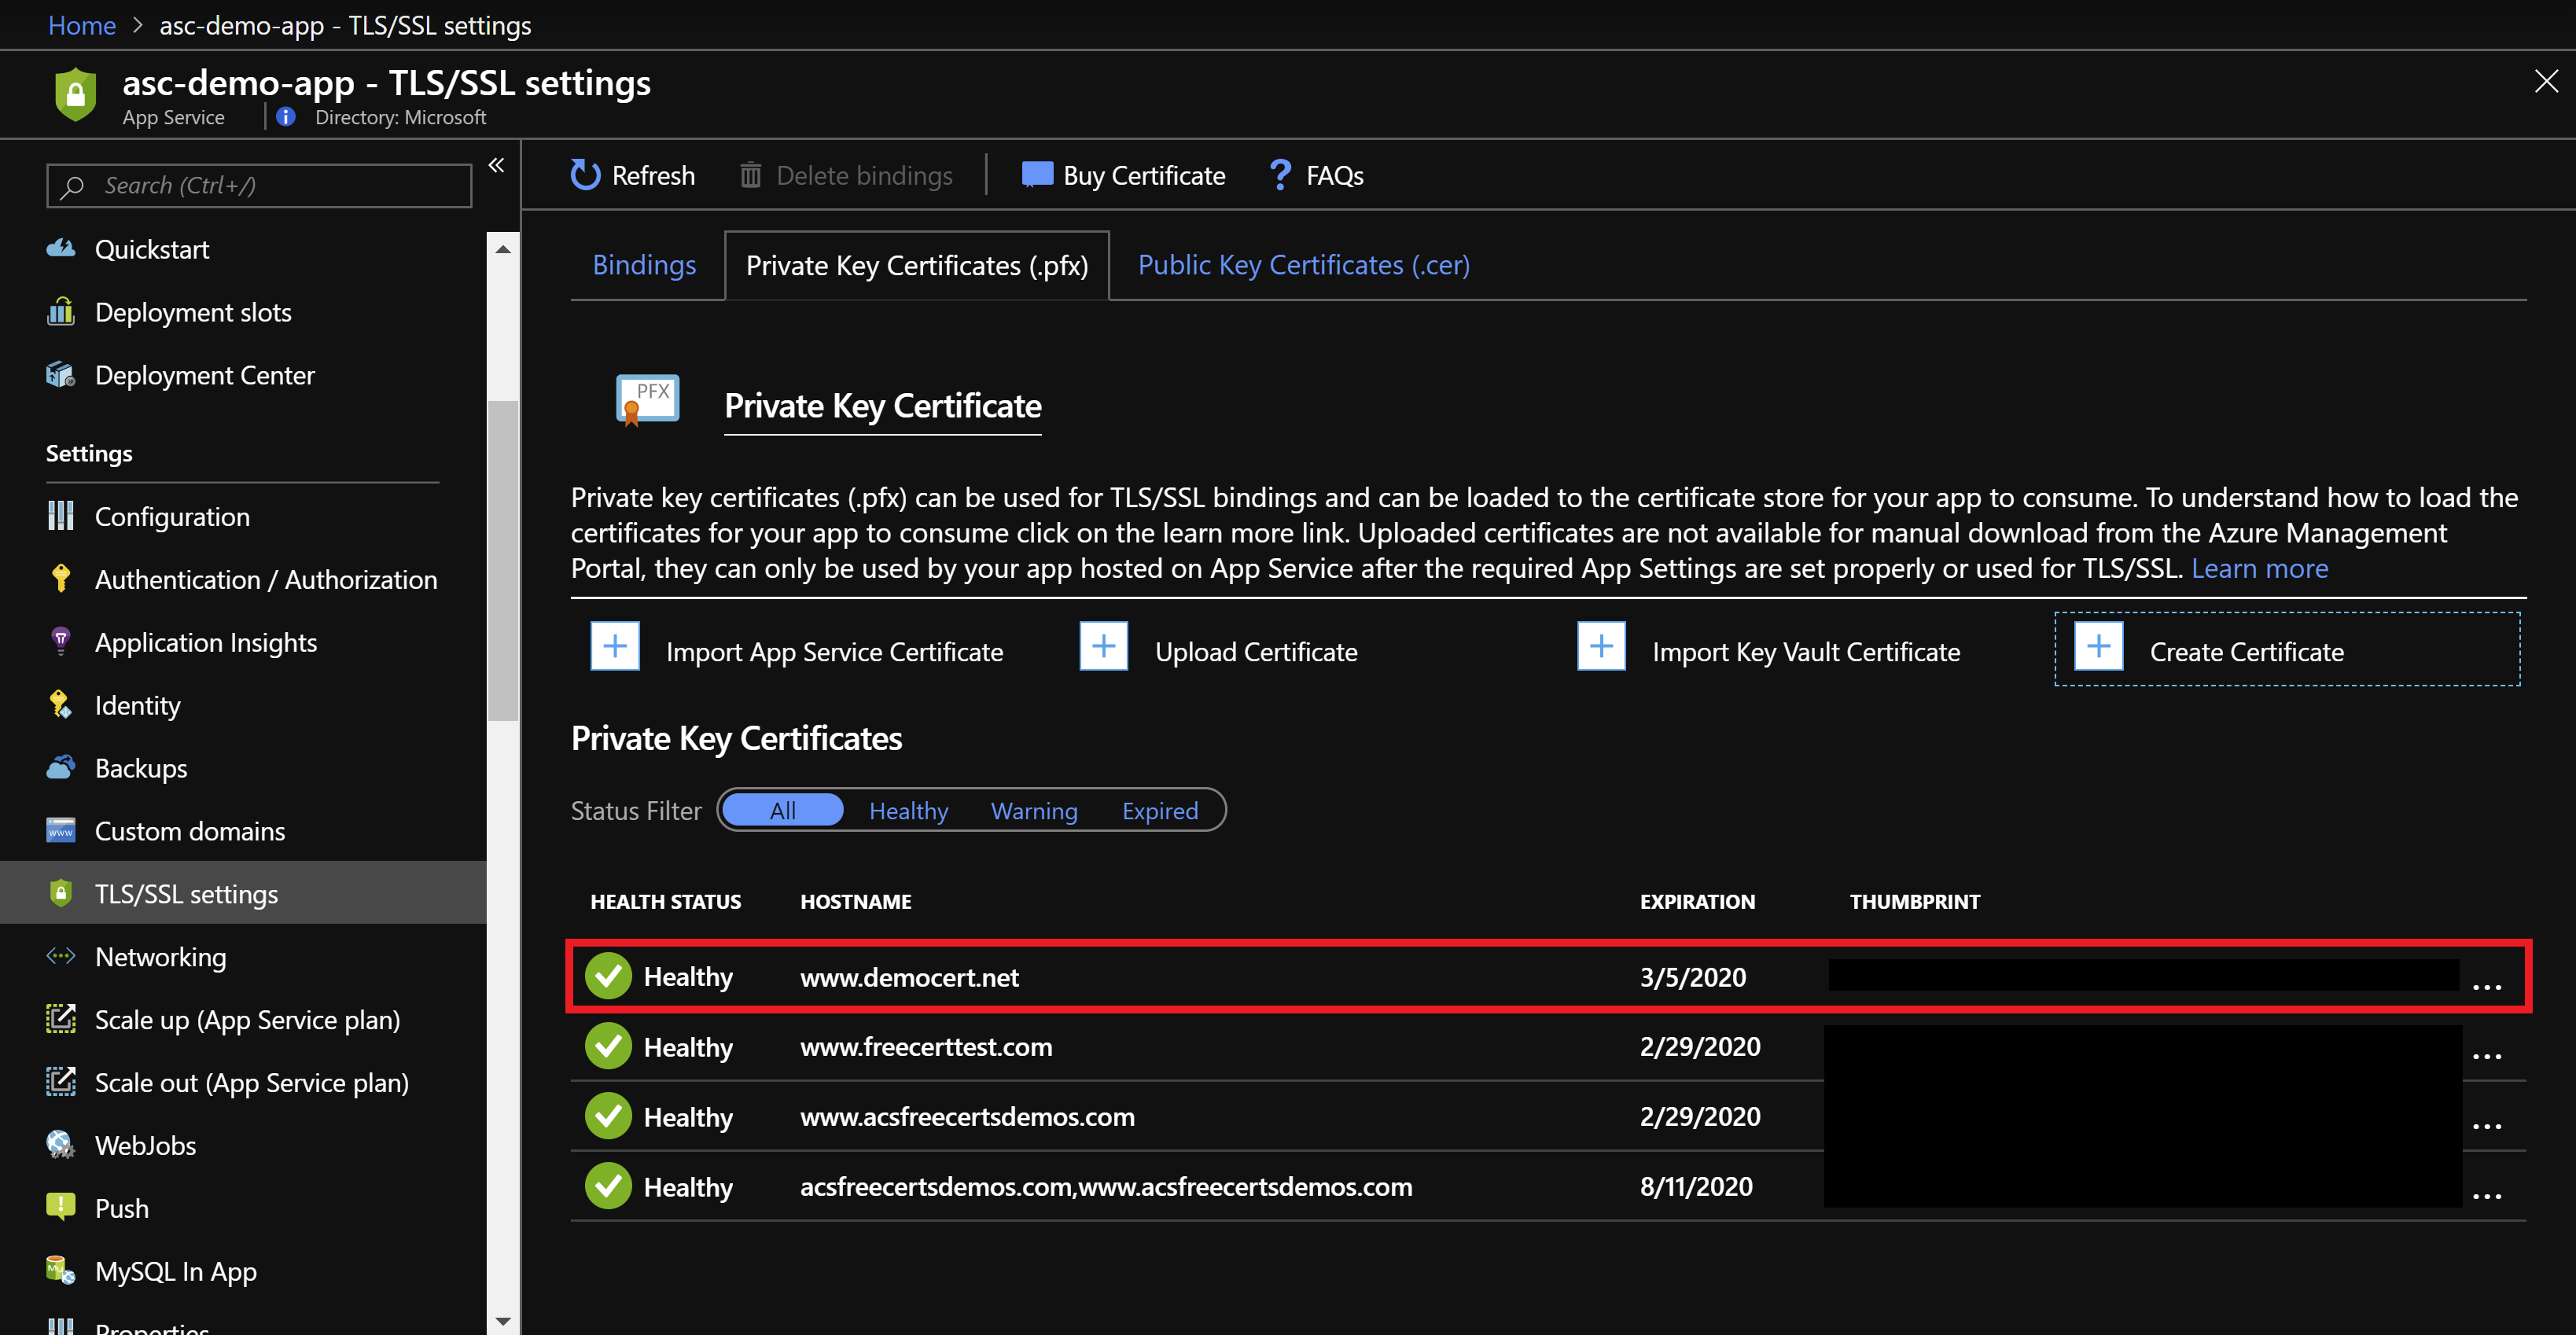 Home > asc-demo-app - TLS/SSL settings
asc-demo-app - TLS/SSL settings
App Service | Directory: Microsoft
Search (Ctrl+/)
Quickstart
Deployment slots
Deployment Center
Settings
Configuration
Authentication / Authorization
Application Insights
Identity
Backups
Custom domains
TLS/SSL settings
Networking
Scale up (App Service plan)
Scale out (App Service plan)
WebJobs
Push
MySQL In App
Properties
Refresh Delete bindings Buy Certificate ? FAQs
Bindings Private Key Certificates (.pfx) Public Key Certificates (.cer)
PFX
Private Key Certificate
Private key certificates (.pfx) can be used for TLS/SSL bindings and can be loaded to the certificate store for your app to consume. To understand how to load the
certificates for your app to consume click on the learn more link. Uploaded certificates are not available for manual download from the Azure Management
Portal, they can only be used by your app hosted on App Service after the required App Settings are set properly or used for TLS/SSL. Learn more
+ Import App Service Certificate + Upload Certificate + Import Key Vault Certificate + Create Certificate
Private Key Certificates
Status Filter All Healthy Warning Expired
HEALTH STATUS HOSTNAME EXPIRATION THUMBPRINT
Healthy www.democert.net 3/5/2020 ...
Healthy www.freecerttest.com 2/29/2020 ...
Healthy www.acsfreecertsdemos.com 2/29/2020 ...
Healthy acsfreecertsdemos.com,www.acsfreecertsdemos.com 8/11/2020 ...